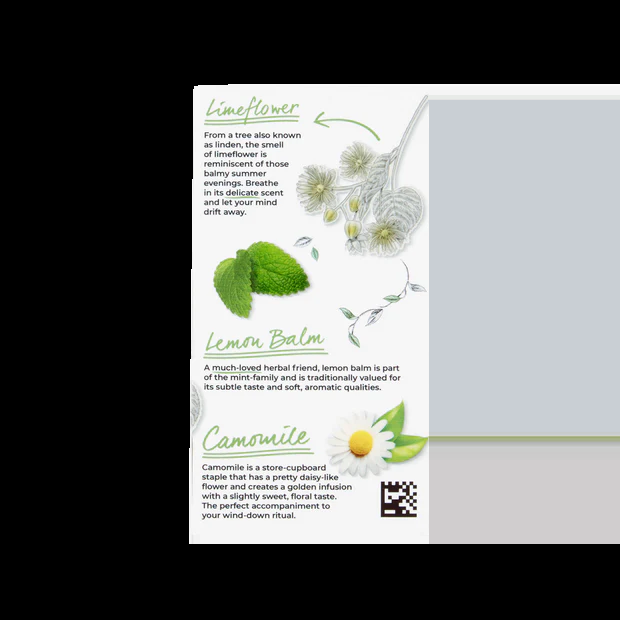 Limeflower
From a tree also known
as linden, the smell
of limeflower is
reminiscent of those
balmy summer
evenings. Breathe
in its delicate scent
and let your mind
drift away.
Lemon Balm
A much-loved herbal friend, lemon balm is part
of the mint-family and is traditionally valued for
its subtle taste and soft, aromatic qualities.
Camomile
Camomile is a store-cupboard
staple that has a pretty daisy-like
flower and creates a golden infusion
with a slightly sweet, floral taste.
The perfect accompaniment to
your wind-down ritual.